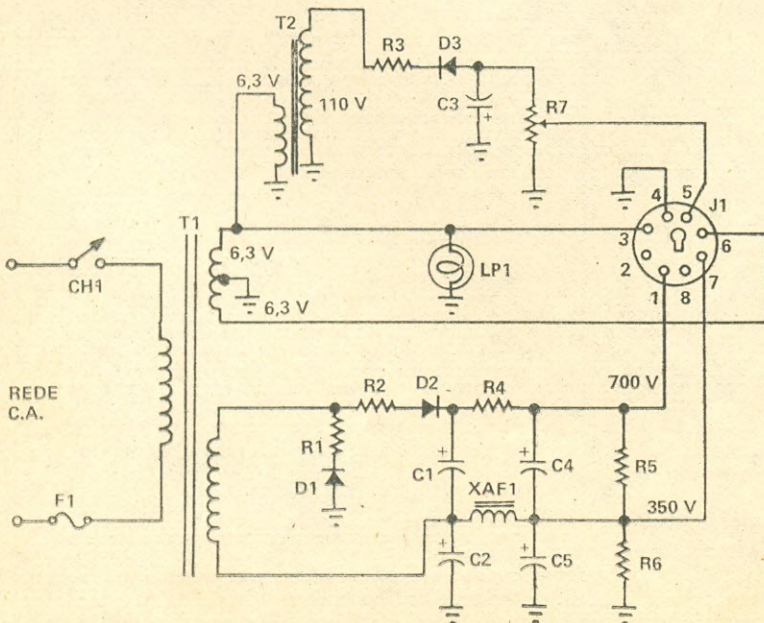 T2
R3
D3
6,3 V
110 V
C3
+
R7
4
5
J1
3
6
2
7
1
8
T1
6,3 V
LP1
CH1
6,3 V
REDE
C.A.
R2
D2
R4
700 V
R1
+
C1
+
C4
R5
D1
XAF1
350 V
F1
+
C2
+
C5
R6